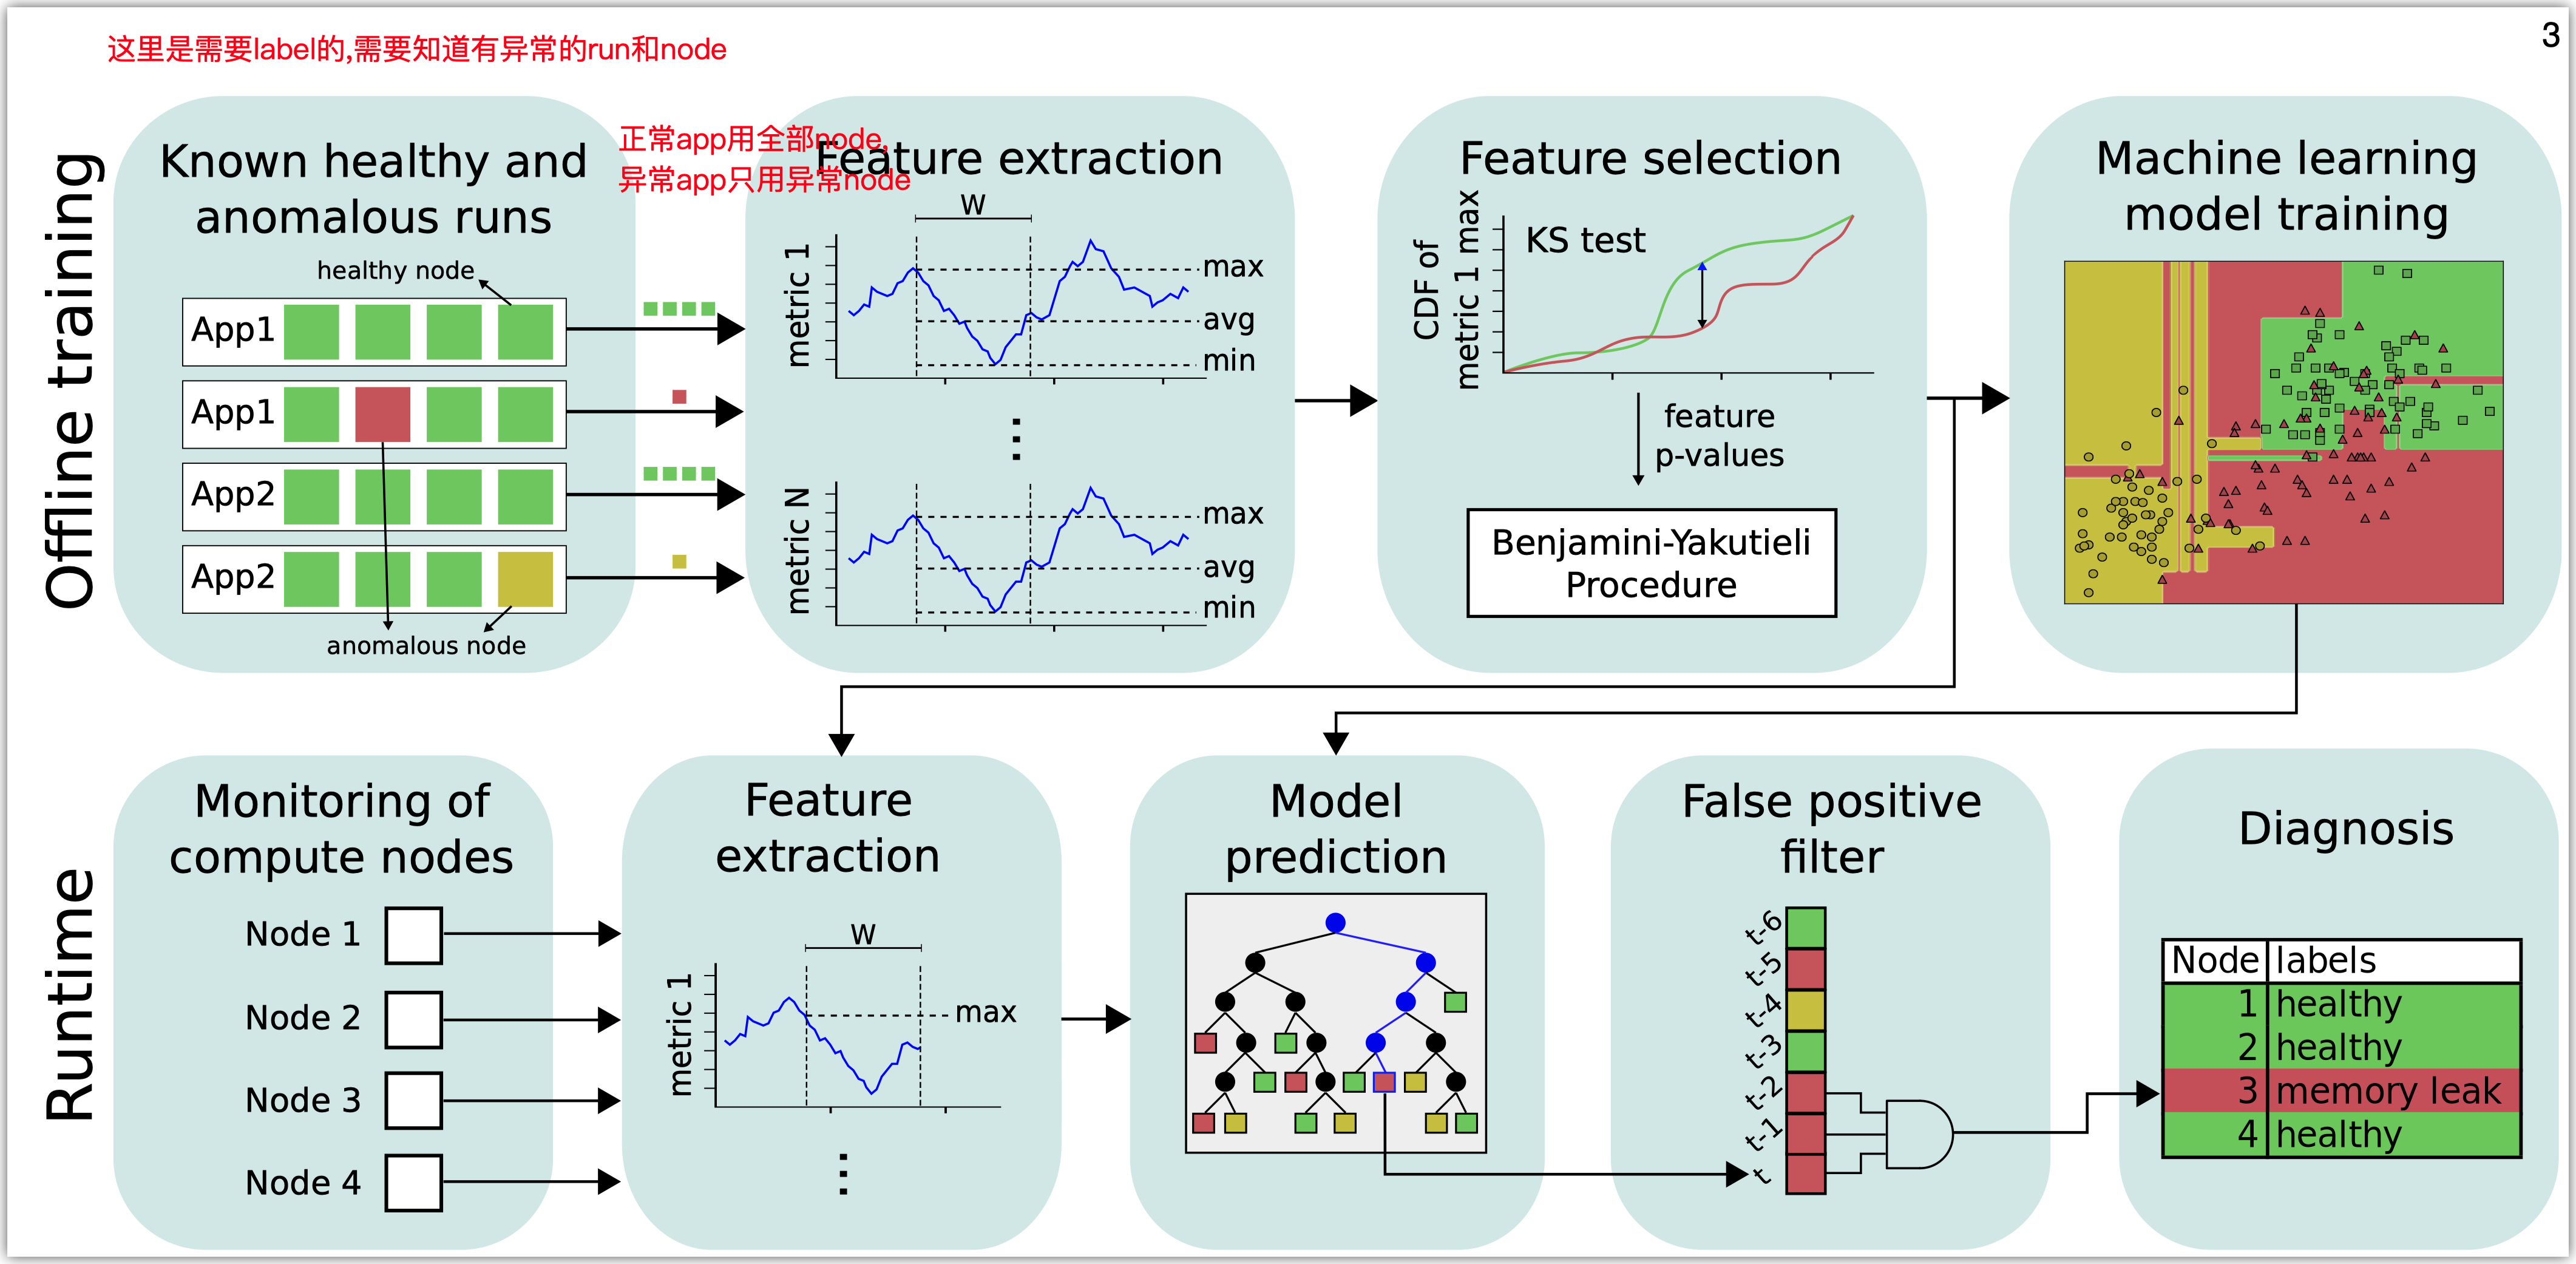 3
这里是需要label的,需要知道有异常的run和node
Offline training
Known healthy and
anomalous runs
healthy node
App1
App1
App2
App2
anomalous node
正常app用全部node,
异常app只用异常node
Feature extraction
W
metric 1
max
avg
min
metric N
max
avg
min
Feature selection
CDF of
metric 1 max
KS test
feature
p-values
Benjamini-Yakutieli
Procedure
Machine learning
model training
Runtime
Monitoring of
compute nodes
Node 1
Node 2
Node 3
Node 4
Feature
extraction
W
metric 1
max
Model
prediction
False positive
filter
t-6
t-5
t-4
t-3
t-2
t-1
t
Diagnosis
Node labels
1 healthy
2 healthy
3 memory leak
4 healthy